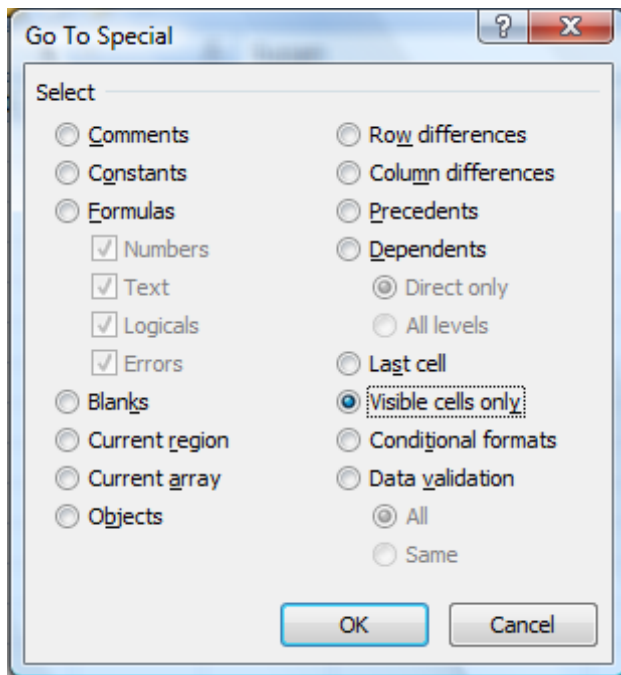 Go To Special
Select
Comments
Constants
Formulas
Numbers
Text
Logicals
Errors
Blanks
Current region
Current array
Objects
Row differences
Column differences
Precedents
Dependents
Direct only
All levels
Last cell
Visible cells only
Conditional formats
Data validation
All
Same
OK
Cancel